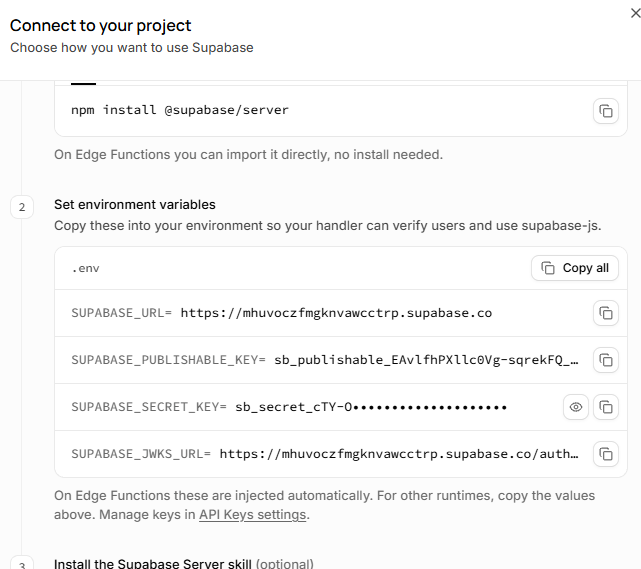 Connect to your project
Choose how you want to use Supabase
npm install @supabase/server
On Edge Functions you can import it directly, no install needed.
2
Set environment variables
Copy these into your environment so your handler can verify users and use supabase-js.
.env
Copy all
SUPABASE_URL= https://mhuvoczfmgknvawcctrp.supabase.co
SUPABASE_PUBLISHABLE_KEY= sb_publishable_EAvlfhPXllc0Vg-sqrekFQ_…
SUPABASE_SECRET_KEY= sb_secret_cTY-O••••••••••••••••••••
SUPABASE_JWKS_URL= https://mhuvoczfmgknvawcctrp.supabase.co/auth…
On Edge Functions these are injected automatically. For other runtimes, copy the values
above. Manage keys in API Keys settings.
3
Install the Supabase Server skill (optional)